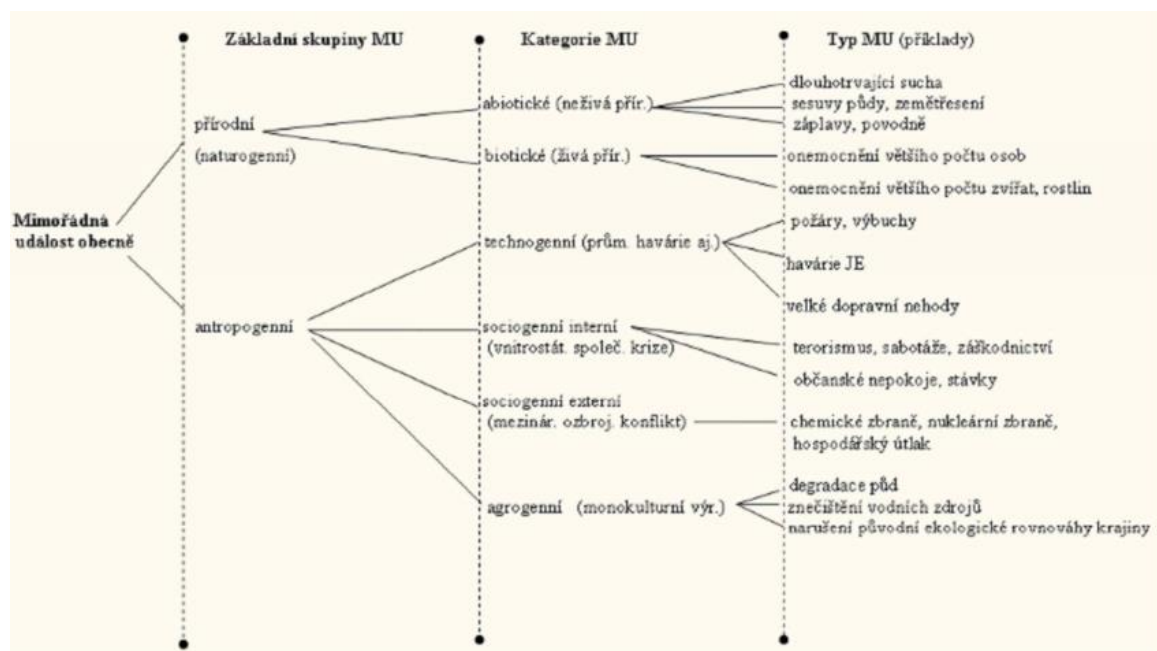 Základní skupiny MU
Kategorie MU
Typ MU (příklady)
Mimořádná
událost obecně
přírodní
(naturogenní)
abiotické (neživá přír.)
dlouhotrvající sucha
sesuvy půdy, zemětřesení
záplavy, povodně
biotické (živá přír.)
onemocnění většího počtu osob
onemocnění většího počtu zvířat, rostlin
antropogenní
technogenní (prům. havárie aj.)
požáry, výbuchy
havárie JE
velké dopravní nehody
sociogenní interní
(vnitrostát. společ. krize)
terorismus, sabotáže, záškodnictví
občanské nepokoje, stávky
sociogenní externí
(mezinár. ozbroj. konflikt)
chemické zbraně, nukleární zbraně,
hospodářský útlak
agrogenní (monokulturní výr.)
degradace půd
znečištění vodních zdrojů
narušení původní ekologické rovnováhy krajiny